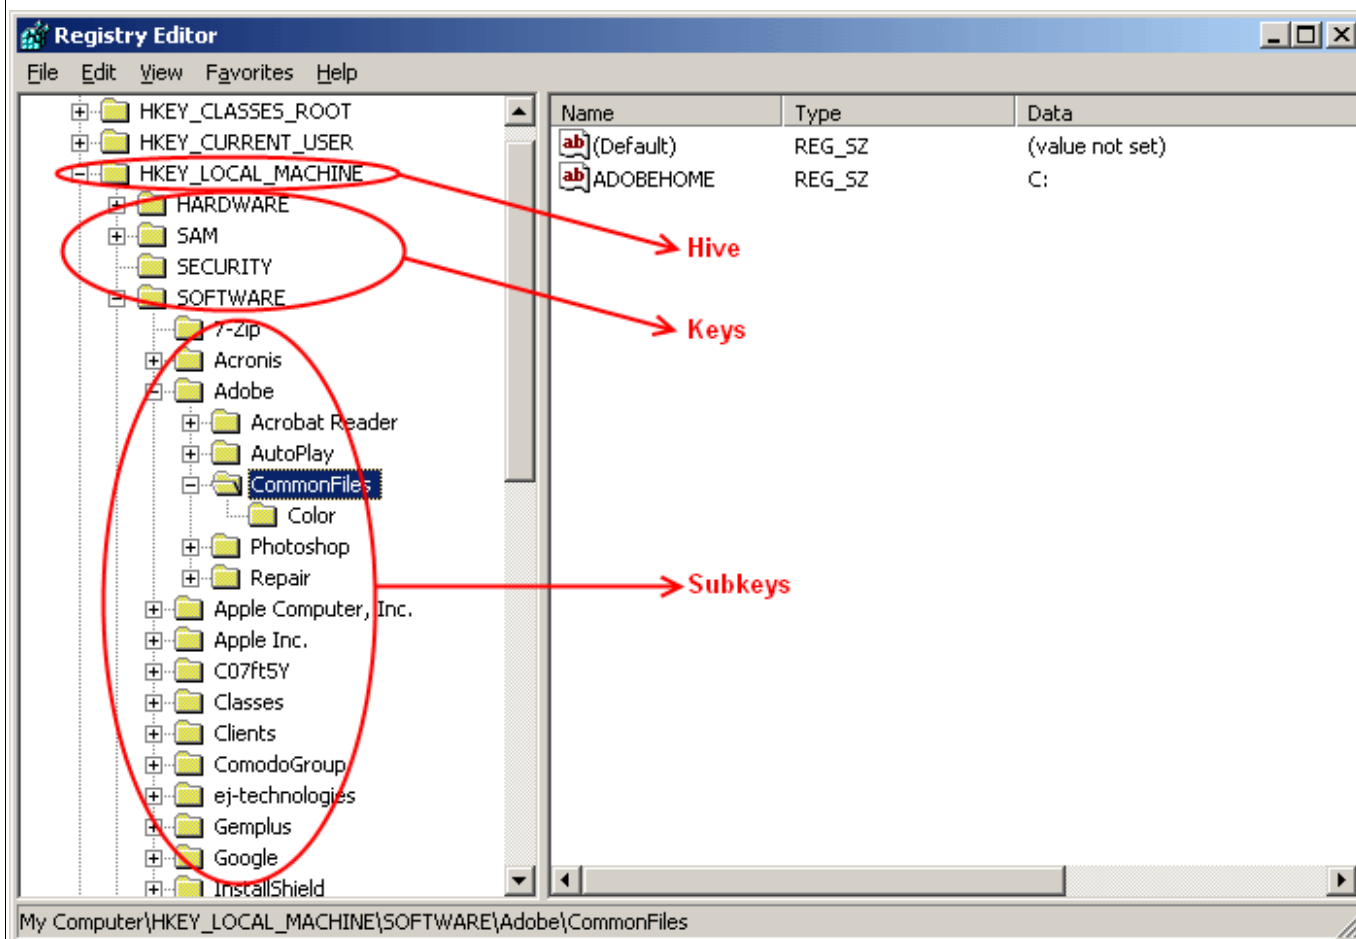 Registry Editor
File Edit View Favorites Help
HKEY_CLASSES_ROOT
HKEY_CURRENT_USER
HKEY_LOCAL_MACHINE
HARDWARE
SAM
SECURITY
SOFTWARE
7-Zip
Acronis
Adobe
Acrobat Reader
AutoPlay
CommonFiles
Color
Photoshop
Repair
Apple Computer, Inc.
Apple Inc.
C07ft5Y
Classes
Clients
ComodoGroup
ej-technologies
Gemplus
Google
InstallShield
Name Type Data
ab (Default) REG_SZ (value not set)
ab ADOBEHOME REG_SZ C:
Hive
Keys
Subkeys
My Computer\HKEY_LOCAL_MACHINE\SOFTWARE\Adobe\CommonFiles